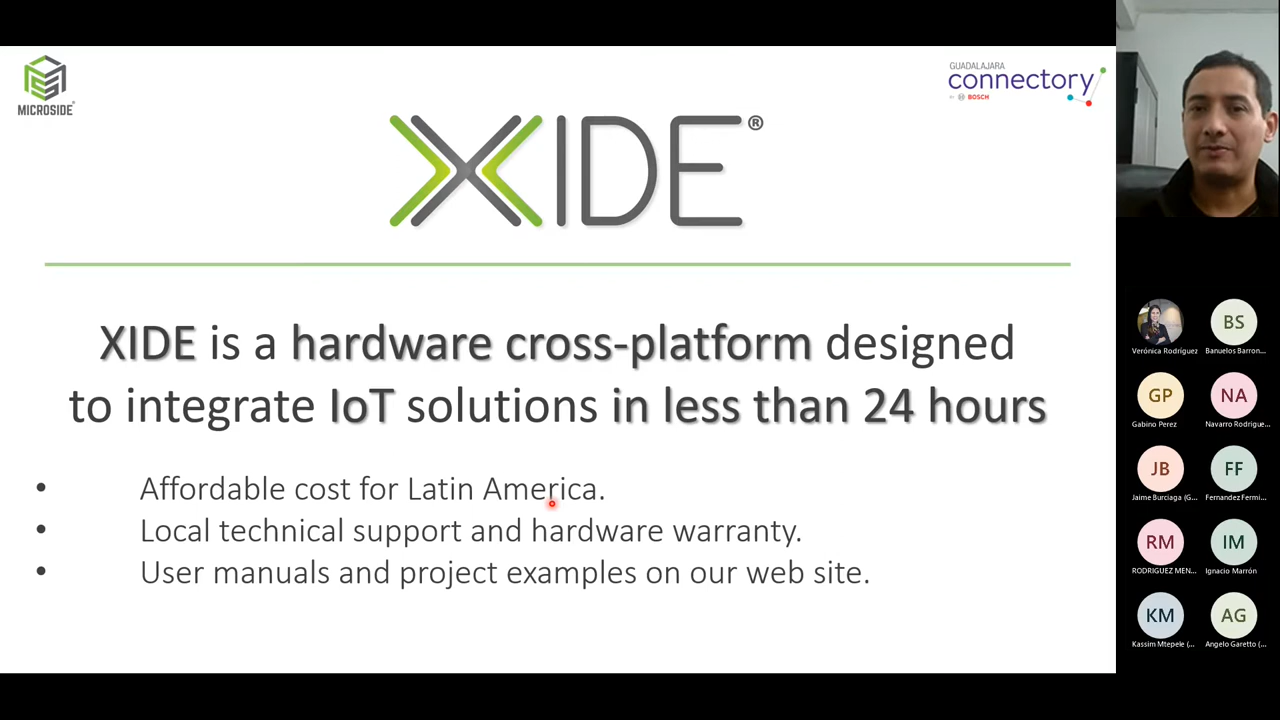 MICROSIDE®
GUADALAJARA
connectory
BY BOSCH
XIDE®
XIDE is a hardware cross-platform designed
to integrate IoT solutions in less than 24 hours
• Affordable cost for Latin America.
• Local technical support and hardware warranty.
• User manuals and project examples on our web site.
BS
Verónica Rodríguez
Banuelos Barron...
GP
NA
Gabino Perez
Navarro Rodrigue...
JB
FF
Jaime Burciaga (G...
Fernandez Fermi...
RM
IM
RODRIGUEZ MEN...
Ignacio Marrón
KM
AG
Kassim Mtepele (...
Angelo Garetto (...